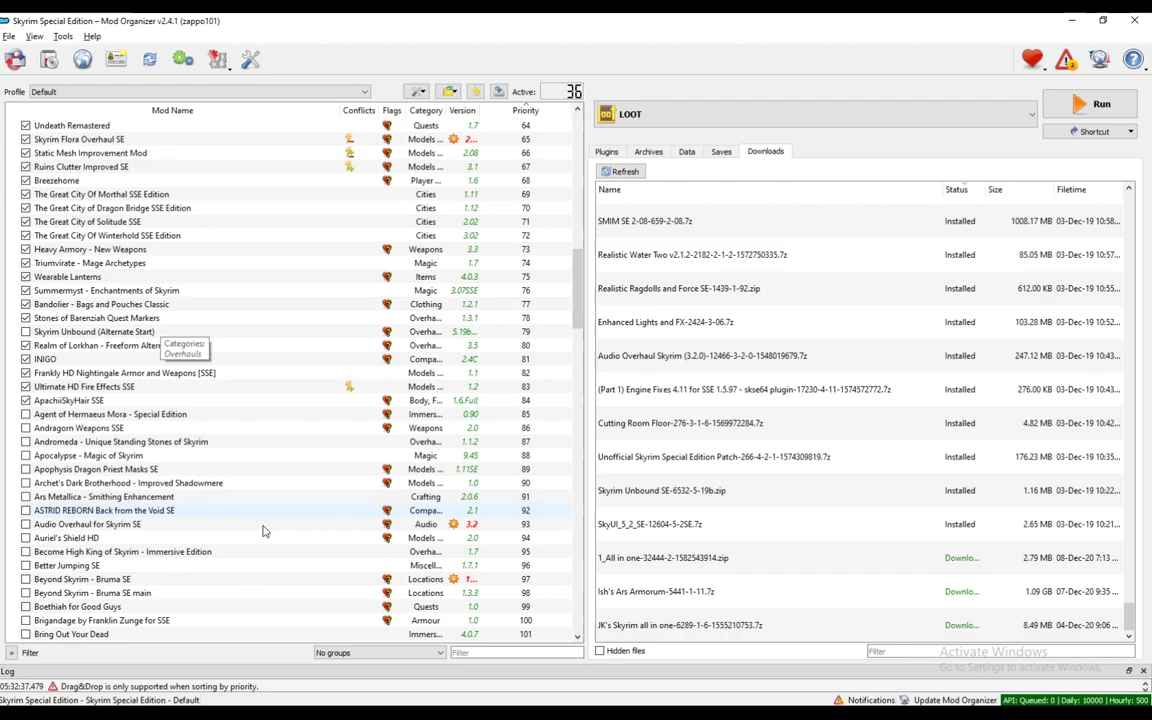 Skyrim Special Edition – Mod Organizer v2.4.1 (zappo101)
File View Tools Help
Profile Default Active: 36
Mod Name Conflicts Flags Category Version Priority
Undeath Remastered Quests 1.7 64
Skyrim Flora Overhaul SE Models ... 2... 65
Static Mesh Improvement Mod Models ... 2.08 66
Ruins Clutter Improved SE Models ... 3.1 67
Breezehome Player ... 1.6 68
The Great City Of Morthal SSE Edition Cities 1.11 69
The Great City of Dragon Bridge SSE Edition Cities 1.12 70
The Great City of Solitude SSE Cities 2.02 71
The Great City Of Winterhold SSE Edition Cities 3.02 72
Heavy Armory - New Weapons Weapons 3.3 73
Triumvirate - Mage Archetypes Magic 1.7 74
Wearable Lanterns Items 4.0.3 75
Summermyst - Enchantments of Skyrim Magic 3.07SSE 76
Bandolier - Bags and Pouches Classic Clothing 1.2.1 77
Stones of Barenziah Quest Markers Overha... 1.3.1 78
Skyrim Unbound (Alternate Start) Overha... 5.19b... 79
Realm of Lorkhan - Freeform Alter Overha... 3.5 80
Categories:
Overhauls
INIGO Compa... 2.4C 81
Frankly HD Nightingale Armor and Weapons [SSE] Models ... 1.1 82
Ultimate HD Fire Effects SSE Models ... 1.2 83
ApachiiSkyHair SSE Body, F... 1.6.Full 84
Agent of Hermaeus Mora - Special Edition Immers... 0.90 85
Andragorn Weapons SSE Weapons 2.0 86
Andromeda - Unique Standing Stones of Skyrim Overha... 1.1.2 87
Apocalypse - Magic of Skyrim Magic 9.45 88
Apophysis Dragon Priest Masks SE Models ... 1.11SE 89
Archet's Dark Brotherhood - Improved Shadowmere Models ... 1.0 90
Ars Metallica - Smithing Enhancement Crafting 2.0.6 91
ASTRID REBORN Back from the Void SE Compa... 2.1 92
Audio Overhaul for Skyrim SE Audio 3.2 93
Auriel's Shield HD Models ... 2.0 94
Become High King of Skyrim - Immersive Edition Overha... 1.7 95
Better Jumping SE Miscell... 1.7.1 96
Beyond Skyrim - Bruma SE Locations 1... 97
Beyond Skyrim - Bruma SE main Locations 1.3.3 98
Boethiah for Good Guys Quests 1.0 99
Brigandage by Franklin Zunge for SSE Armour 1.0 100
Bring Out Your Dead Immers... 4.0.7 101
» Filter No groups Filter
LOOT Run
Shortcut
Plugins Archives Data Saves Downloads
Refresh
Name Status Size Filetime
SMIM SE 2-08-659-2-08.7z Installed 1008.17 MB 03-Dec-19 10:58...
Realistic Water Two v2.1.2-2182-2-1-2-1572750335.7z Installed 85.05 MB 03-Dec-19 10:57...
Realistic Ragdolls and Force SE-1439-1-92.zip Installed 612.00 KB 03-Dec-19 10:55...
Enhanced Lights and FX-2424-3-06.7z Installed 103.28 MB 03-Dec-19 10:52...
Audio Overhaul Skyrim (3.2.0)-12466-3-2-0-1548019679.7z Installed 247.12 MB 03-Dec-19 10:43...
(Part 1) Engine Fixes 4.11 for SSE 1.5.97 - skse64 plugin-17230-4-11-1574572772.7z Installed 276.00 KB 03-Dec-19 10:43...
Cutting Room Floor-276-3-1-6-1569972284.7z Installed 4.82 MB 03-Dec-19 10:42...
Unofficial Skyrim Special Edition Patch-266-4-2-1-1574309819.7z Installed 176.23 MB 03-Dec-19 10:35...
Skyrim Unbound SE-6532-5-19b.zip Installed 1.16 MB 03-Dec-19 10:22...
SkyUI_5_2_SE-12604-5-2SE.7z Installed 2.65 MB 03-Dec-19 10:21...
1_All in one-32444-2-1582543914.zip Downlo... 2.79 MB 08-Dec-20 7:13 ...
Ish's Ars Armorum-5441-1-11.7z Downlo... 1.09 GB 07-Dec-20 9:35 ...
JK's Skyrim all in one-6289-1-6-1555210753.7z Downlo... 8.49 MB 04-Dec-20 9:06 ...
Hidden files Filter
Activate Windows
Go to Settings to activate Windows.
Log
05:32:37.479 Drag&Drop is only supported when sorting by priority.
Skyrim Special Edition - Skyrim Special Edition - Default Notifications Update Mod Organizer API: Queued: 0 | Daily: 10000 | Hourly: 500